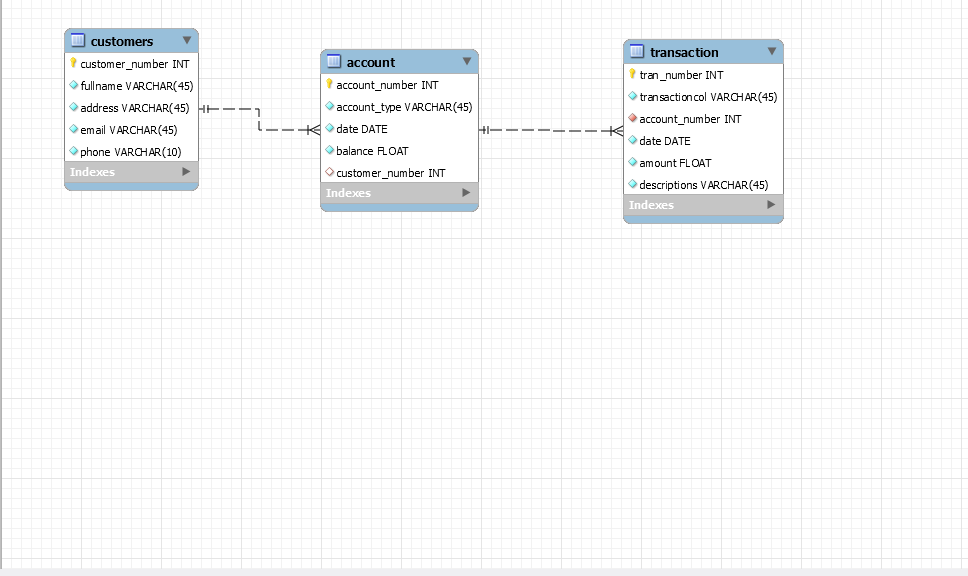 customers
customer_number INT
fullname VARCHAR(45)
address VARCHAR(45)
email VARCHAR(45)
phone VARCHAR(10)
Indexes
account
account_number INT
account_type VARCHAR(45)
date DATE
balance FLOAT
customer_number INT
Indexes
transaction
tran_number INT
transactioncol VARCHAR(45)
account_number INT
date DATE
amount FLOAT
descriptions VARCHAR(45)
Indexes